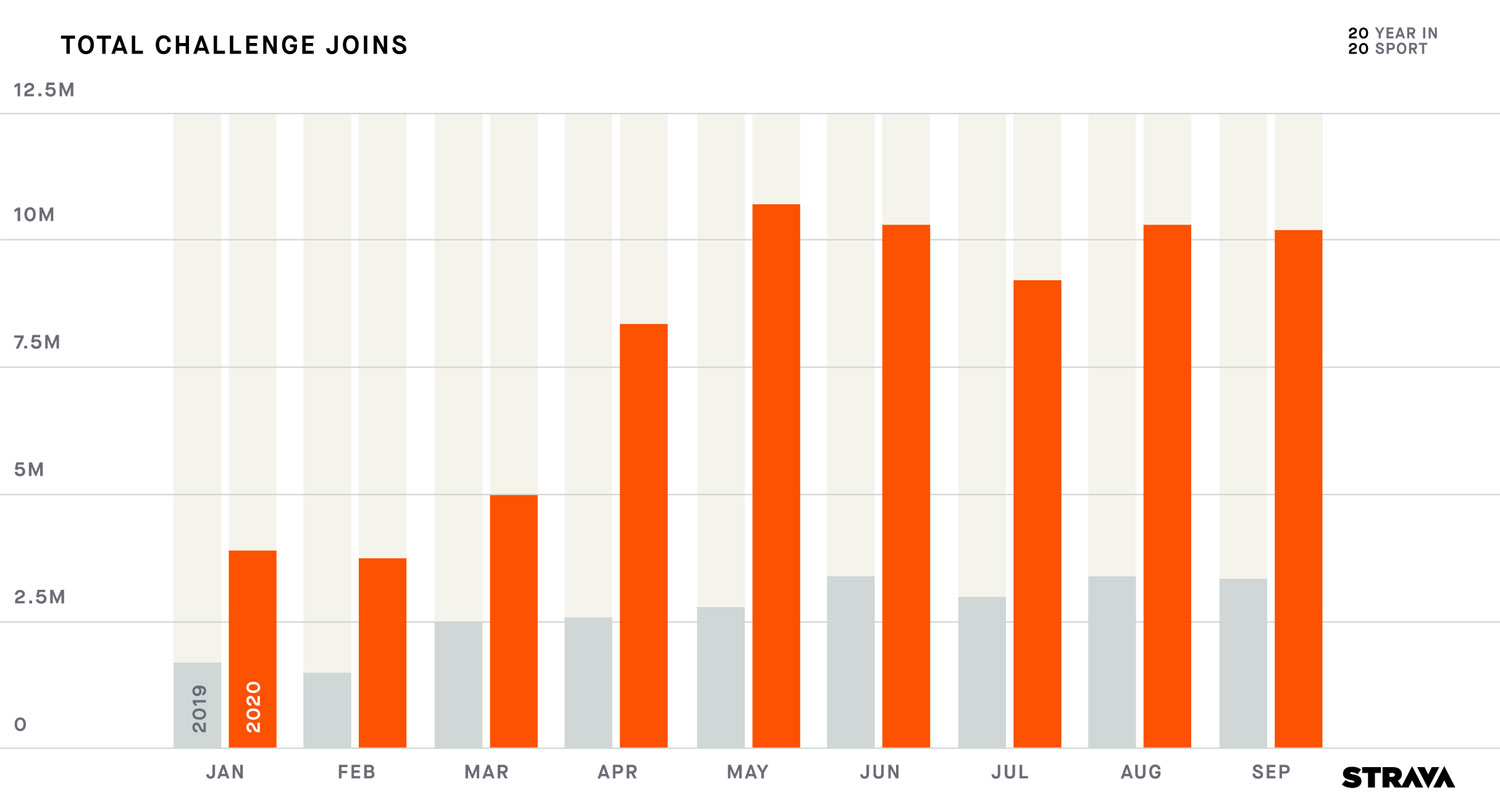 TOTAL CHALLENGE JOINS
20 YEAR IN
20 SPORT
12.5M
10M
7.5M
5M
2.5M
0
2019
2020
JAN FEB MAR APR MAY JUN JUL AUG SEP
STRAVA